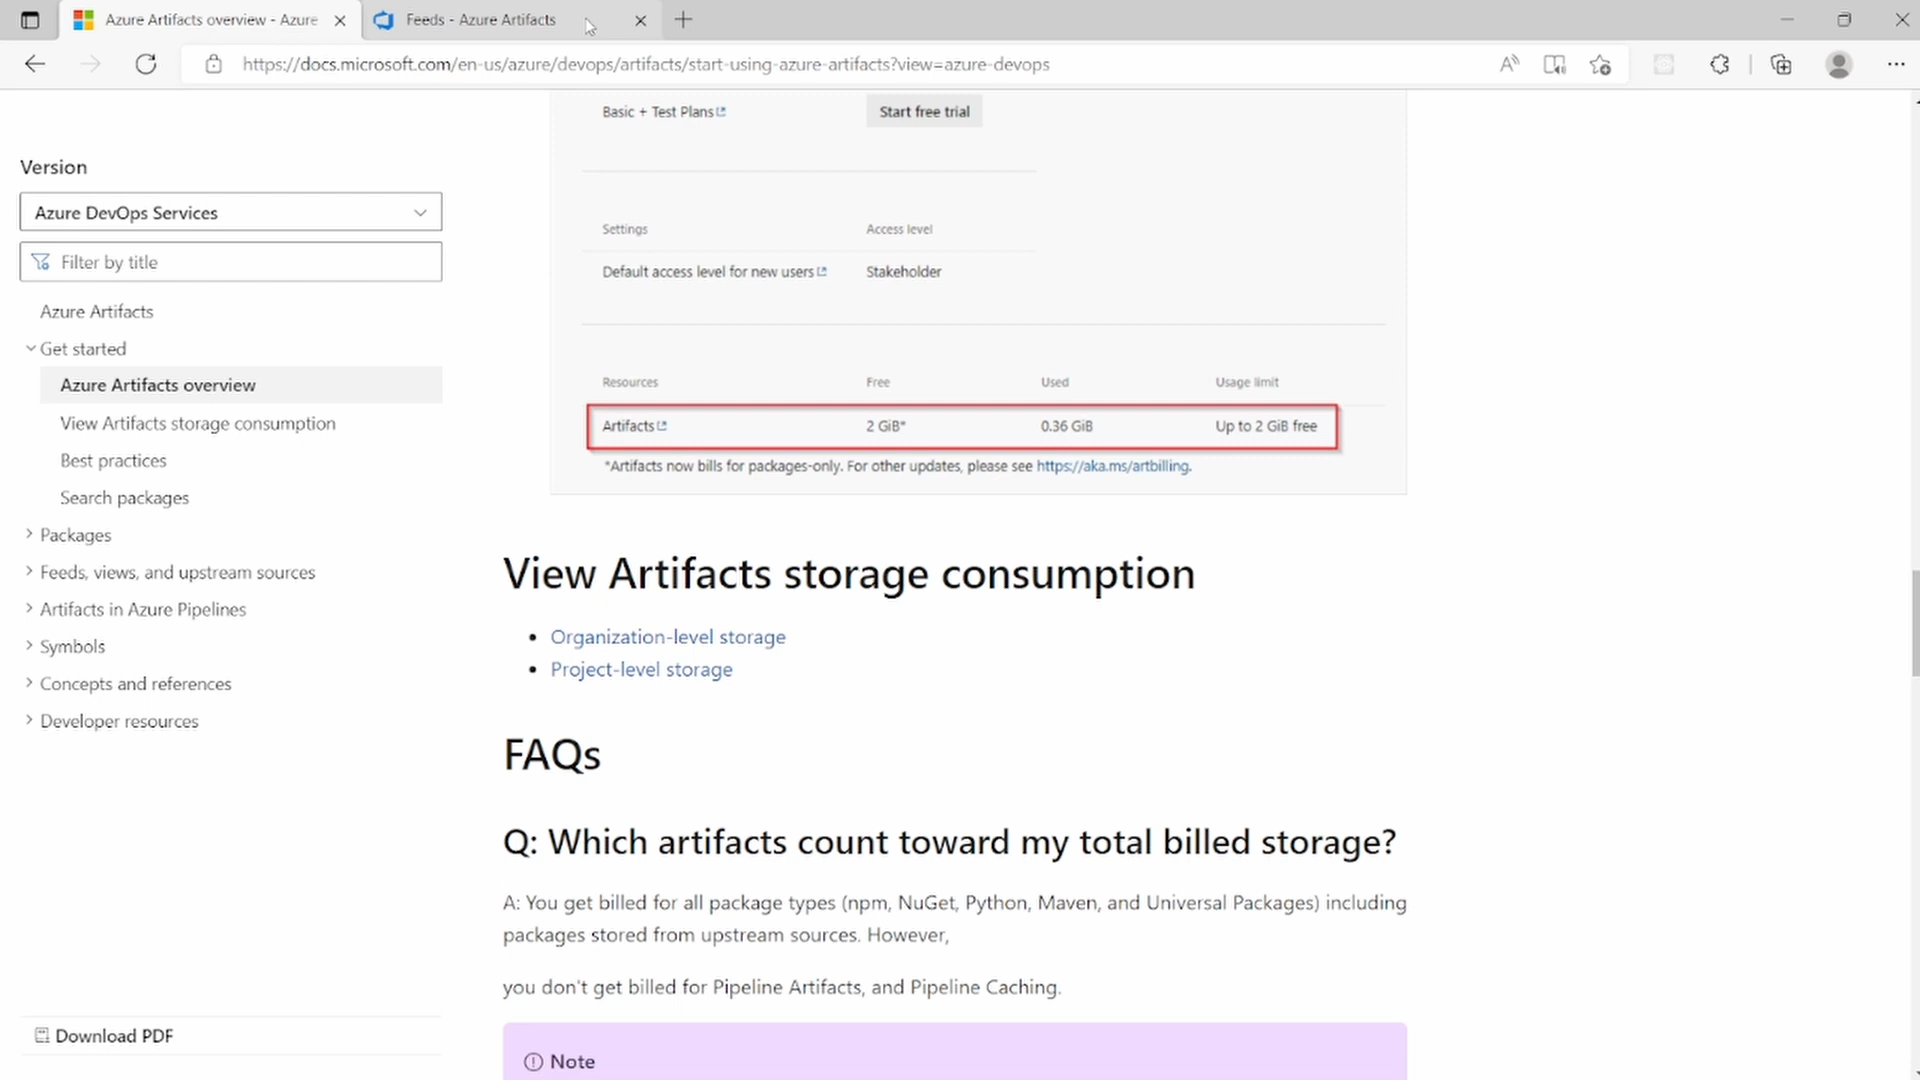 Azure Artifacts overview - Azure
Feeds - Azure Artifacts
https://docs.microsoft.com/en-us/azure/devops/artifacts/start-using-azure-artifacts?view=azure-devops
Version
Azure DevOps Services
Filter by title
Azure Artifacts
Get started
Azure Artifacts overview
View Artifacts storage consumption
Best practices
Search packages
Packages
Feeds, views, and upstream sources
Artifacts in Azure Pipelines
Symbols
Concepts and references
Developer resources
Download PDF
Basic + Test Plans
Start free trial
Settings Access level
Default access level for new users Stakeholder
Resources Free Used Usage limit
Artifacts 2 GiB* 0.36 GiB Up to 2 GiB free
*Artifacts now bills for packages-only. For other updates, please see https://aka.ms/artbilling.
View Artifacts storage consumption
• Organization-level storage
• Project-level storage
FAQs
Q: Which artifacts count toward my total billed storage?
A: You get billed for all package types (npm, NuGet, Python, Maven, and Universal Packages) including
packages stored from upstream sources. However,
you don't get billed for Pipeline Artifacts, and Pipeline Caching.
Note